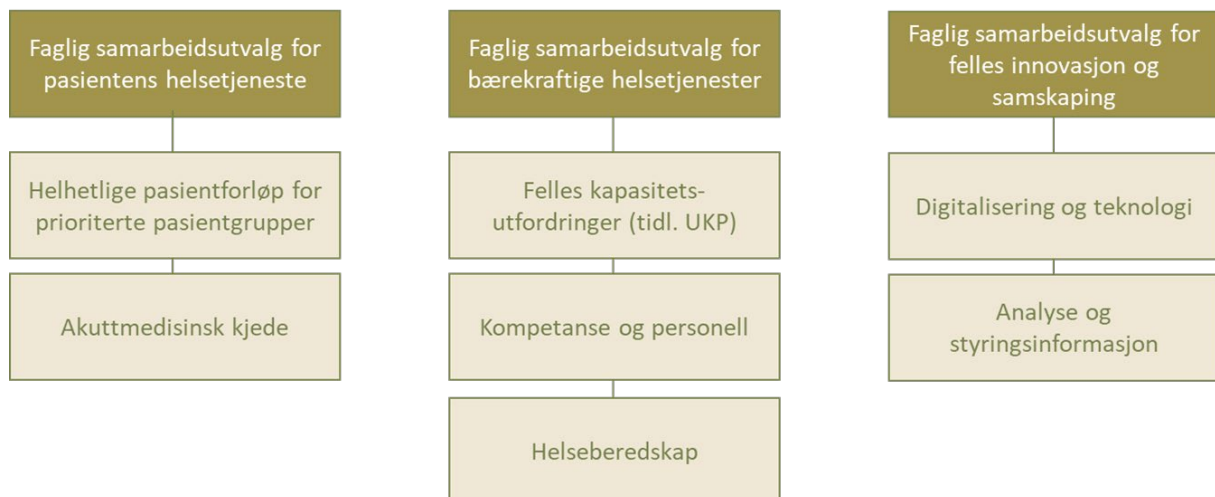 Faglig samarbeidsutvalg for
pasientens helsetjeneste
Helhetlige pasientforløp for
prioriterte pasientgrupper
Akuttmedisinsk kjede
Faglig samarbeidsutvalg for
bærekraftige helsetjenester
Felles kapasitets-
utfordringer (tidl. UKP)
Kompetanse og personell
Helseberedskap
Faglig samarbeidsutvalg for
felles innovasjon og
samskaping
Digitalisering og teknologi
Analyse og
styringsinformasjon